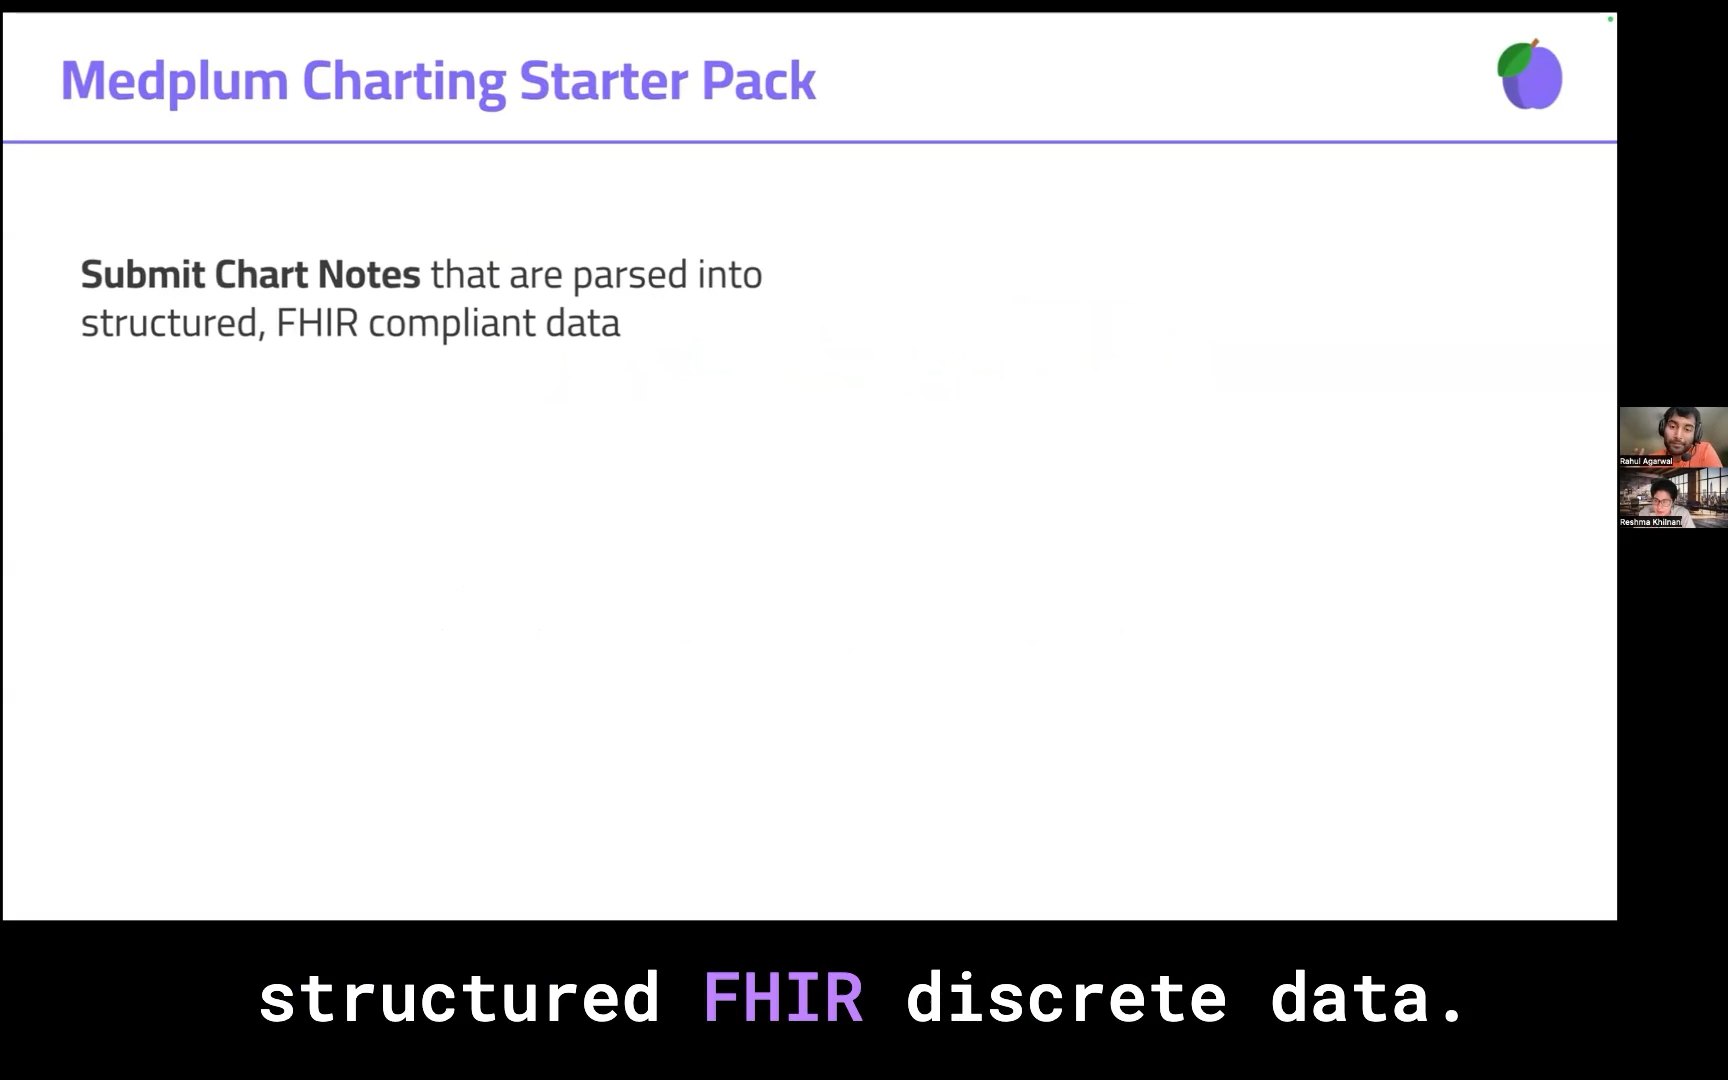 Medplum Charting Starter Pack
Submit Chart Notes that are parsed into
structured, FHIR compliant data
Rahul Agarwal
Reshma Khilnani
structured FHIR discrete data.